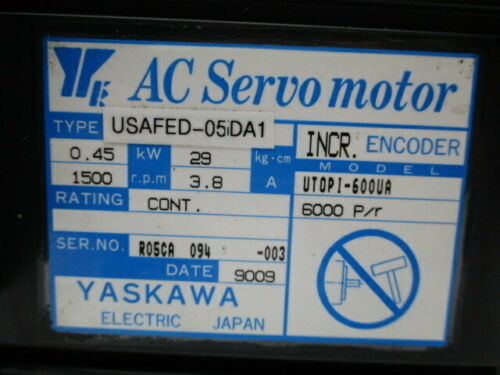 AC Servo motor
TYPE USAFED-05iDA1
0.45 kW 29 kg·cm
1500 r.p.m 3.8 A
RATING CONT.
SER.NO. R05CA 094 -003
DATE 9009
YASKAWA
ELECTRIC JAPAN
INCR. ENCODER
MODEL
UTOPI-600UA
6000 P/r